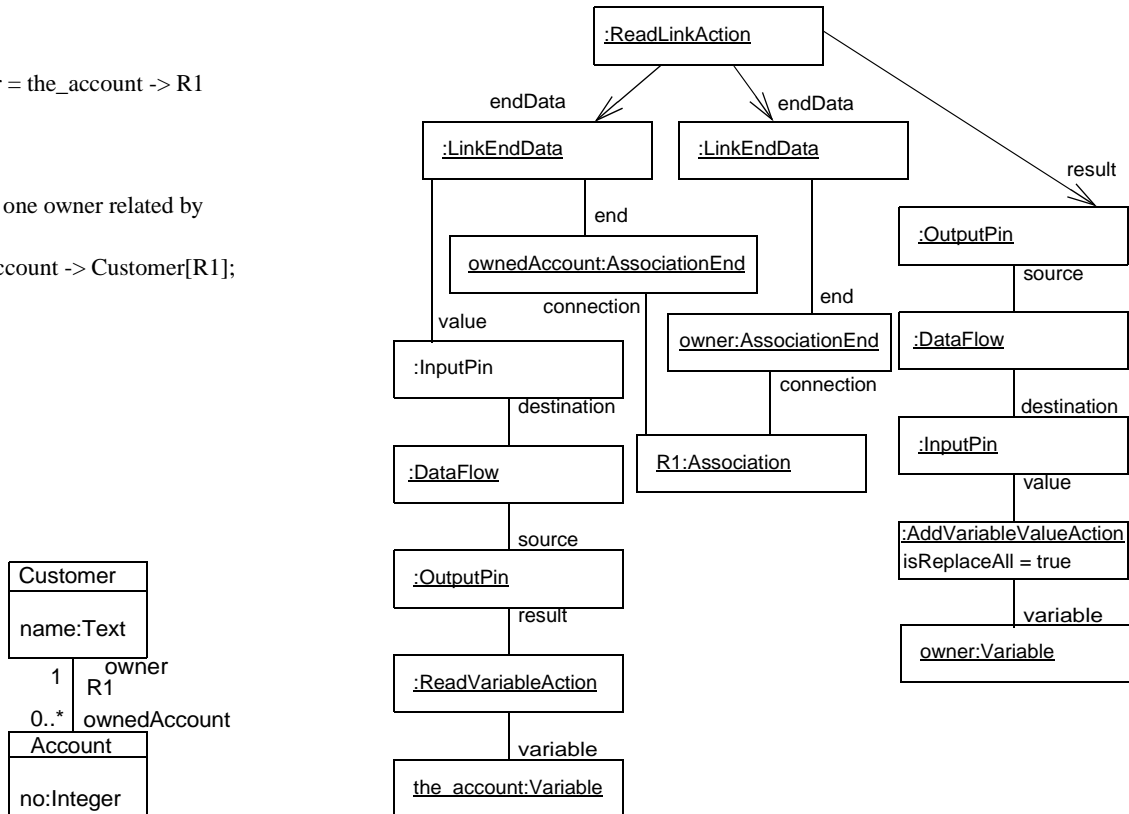 :ReadLinkAction
r = the_account -> R1
endData
endData
:LinkEndData
:LinkEndData
result
one owner related by
end
:OutputPin
ccount -> Customer[R1];
ownedAccount:AssociationEnd
source
connection
end
value
owner:AssociationEnd
:DataFlow
:InputPin
connection
destination
destination
:InputPin
R1:Association
:DataFlow
value
:AddVariableValueAction
isReplaceAll = true
source
Customer
:OutputPin
result
variable
name:Text
owner:Variable
1
owner
R1
:ReadVariableAction
0..*
ownedAccount
Account
variable
the_account:Variable
no:Integer